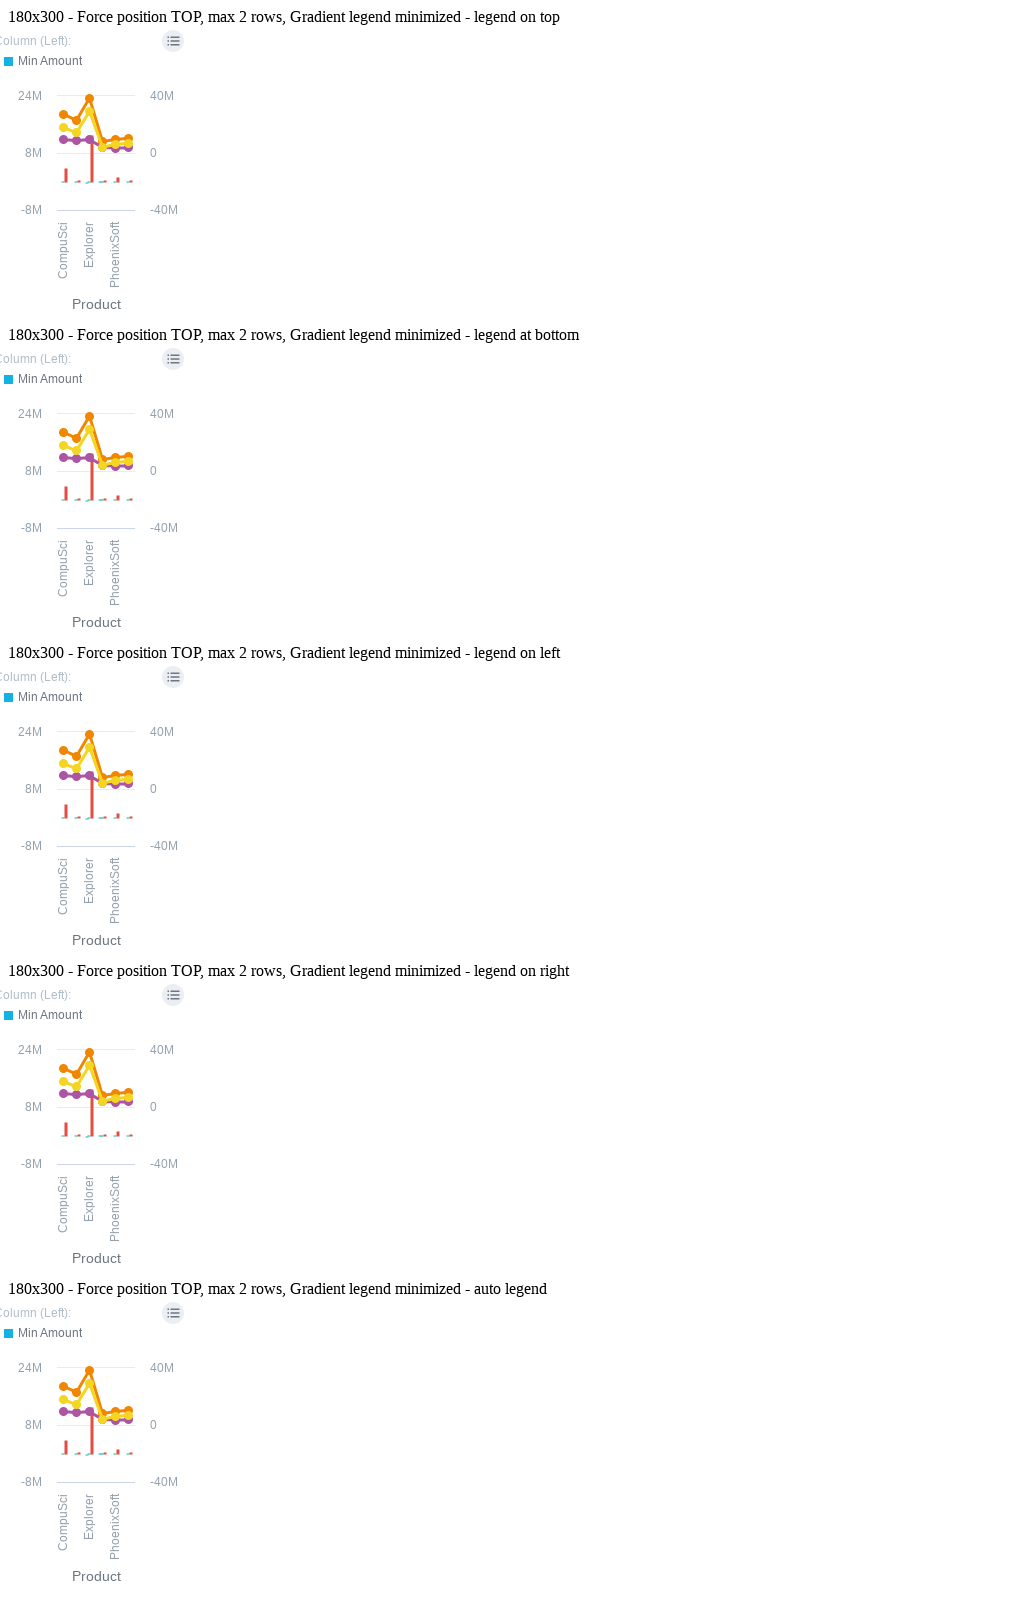 180x300 - Force position TOP, max 2 rows, Gradient legend minimized - legend on top
Column (Left):
Min Amount
24M 40M
8M 0
-8M -40M
CompuSci Explorer PhoenixSoft
Product
180x300 - Force position TOP, max 2 rows, Gradient legend minimized - legend at bottom
Column (Left):
Min Amount
24M 40M
8M 0
-8M -40M
CompuSci Explorer PhoenixSoft
Product
180x300 - Force position TOP, max 2 rows, Gradient legend minimized - legend on left
Column (Left):
Min Amount
24M 40M
8M 0
-8M -40M
CompuSci Explorer PhoenixSoft
Product
180x300 - Force position TOP, max 2 rows, Gradient legend minimized - legend on right
Column (Left):
Min Amount
24M 40M
8M 0
-8M -40M
CompuSci Explorer PhoenixSoft
Product
180x300 - Force position TOP, max 2 rows, Gradient legend minimized - auto legend
Column (Left):
Min Amount
24M 40M
8M 0
-8M -40M
CompuSci Explorer PhoenixSoft
Product